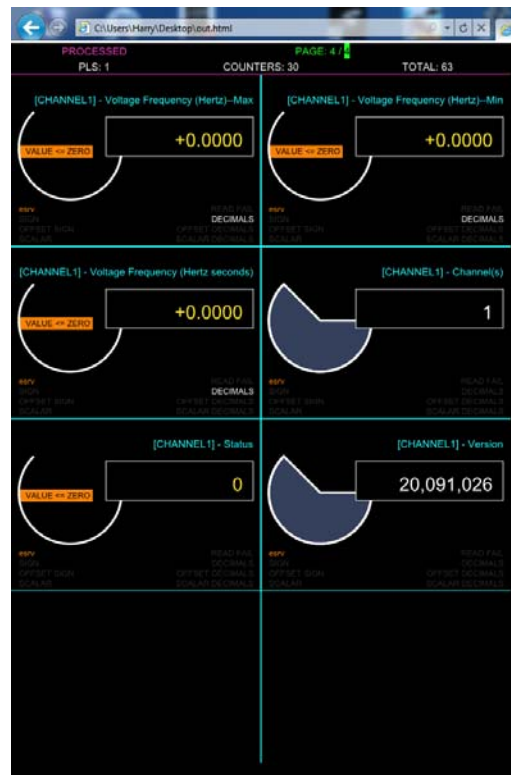 C:\Users\Harry\Desktop\out.html
PROCESSED PAGE: 4 / 4
PLS: 1 COUNTERS: 30 TOTAL: 63
[CHANNEL1] - Voltage Frequency (Hertz)--Max
+0.0000
VALUE <= ZERO
esrv READ FAIL
SIGN DECIMALS
OFFSET SIGN OFFSET DECIMALS
SCALAR SCALAR DECIMALS
[CHANNEL1] - Voltage Frequency (Hertz)--Min
+0.0000
VALUE <= ZERO
esrv READ FAIL
SIGN DECIMALS
OFFSET SIGN OFFSET DECIMALS
SCALAR SCALAR DECIMALS
[CHANNEL1] - Voltage Frequency (Hertz seconds)
+0.0000
VALUE <= ZERO
esrv READ FAIL
SIGN DECIMALS
OFFSET SIGN OFFSET DECIMALS
SCALAR SCALAR DECIMALS
[CHANNEL1] - Channel(s)
1
esrv READ FAIL
SIGN DECIMALS
OFFSET SIGN OFFSET DECIMALS
SCALAR SCALAR DECIMALS
[CHANNEL1] - Status
0
VALUE <= ZERO
esrv READ FAIL
SIGN DECIMALS
OFFSET SIGN OFFSET DECIMALS
SCALAR SCALAR DECIMALS
[CHANNEL1] - Version
20,091,026
esrv READ FAIL
SIGN DECIMALS
OFFSET SIGN OFFSET DECIMALS
SCALAR SCALAR DECIMALS